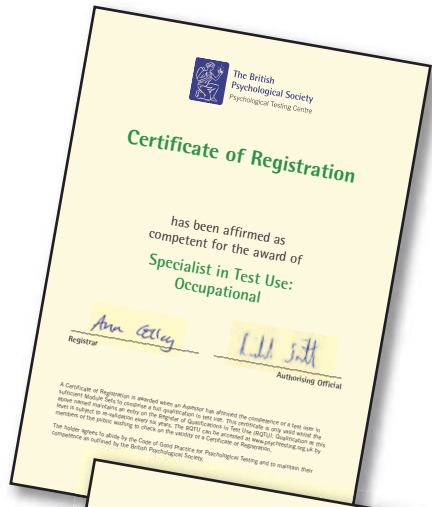 The British
Psychological Society
Psychological Testing Centre
Certificate of Registration
has been affirmed as
competent for the award of
Specialist in Test Use:
Occupational
Ann
Registrar
Authorising Official
A Certificate of Registration is awarded when an Assessor has affirmed the competence of a test user in
sufficient Module Sets to comprise a full qualification in test use. This certificate is only valid whilst the
above named maintains an entry on the Register of Qualifications in Test Use (RQTU). Qualification at this
level is subject to re-validation every six years. The RQTU can be accessed at www.psychtesting.org.uk by
members of the public wishing to check on the validity of a Certificate of Registration.
The holder agrees to abide by the Code of Good Practice for Psychological Testing and to maintain their
competence as outlined by the British Psychological Society.